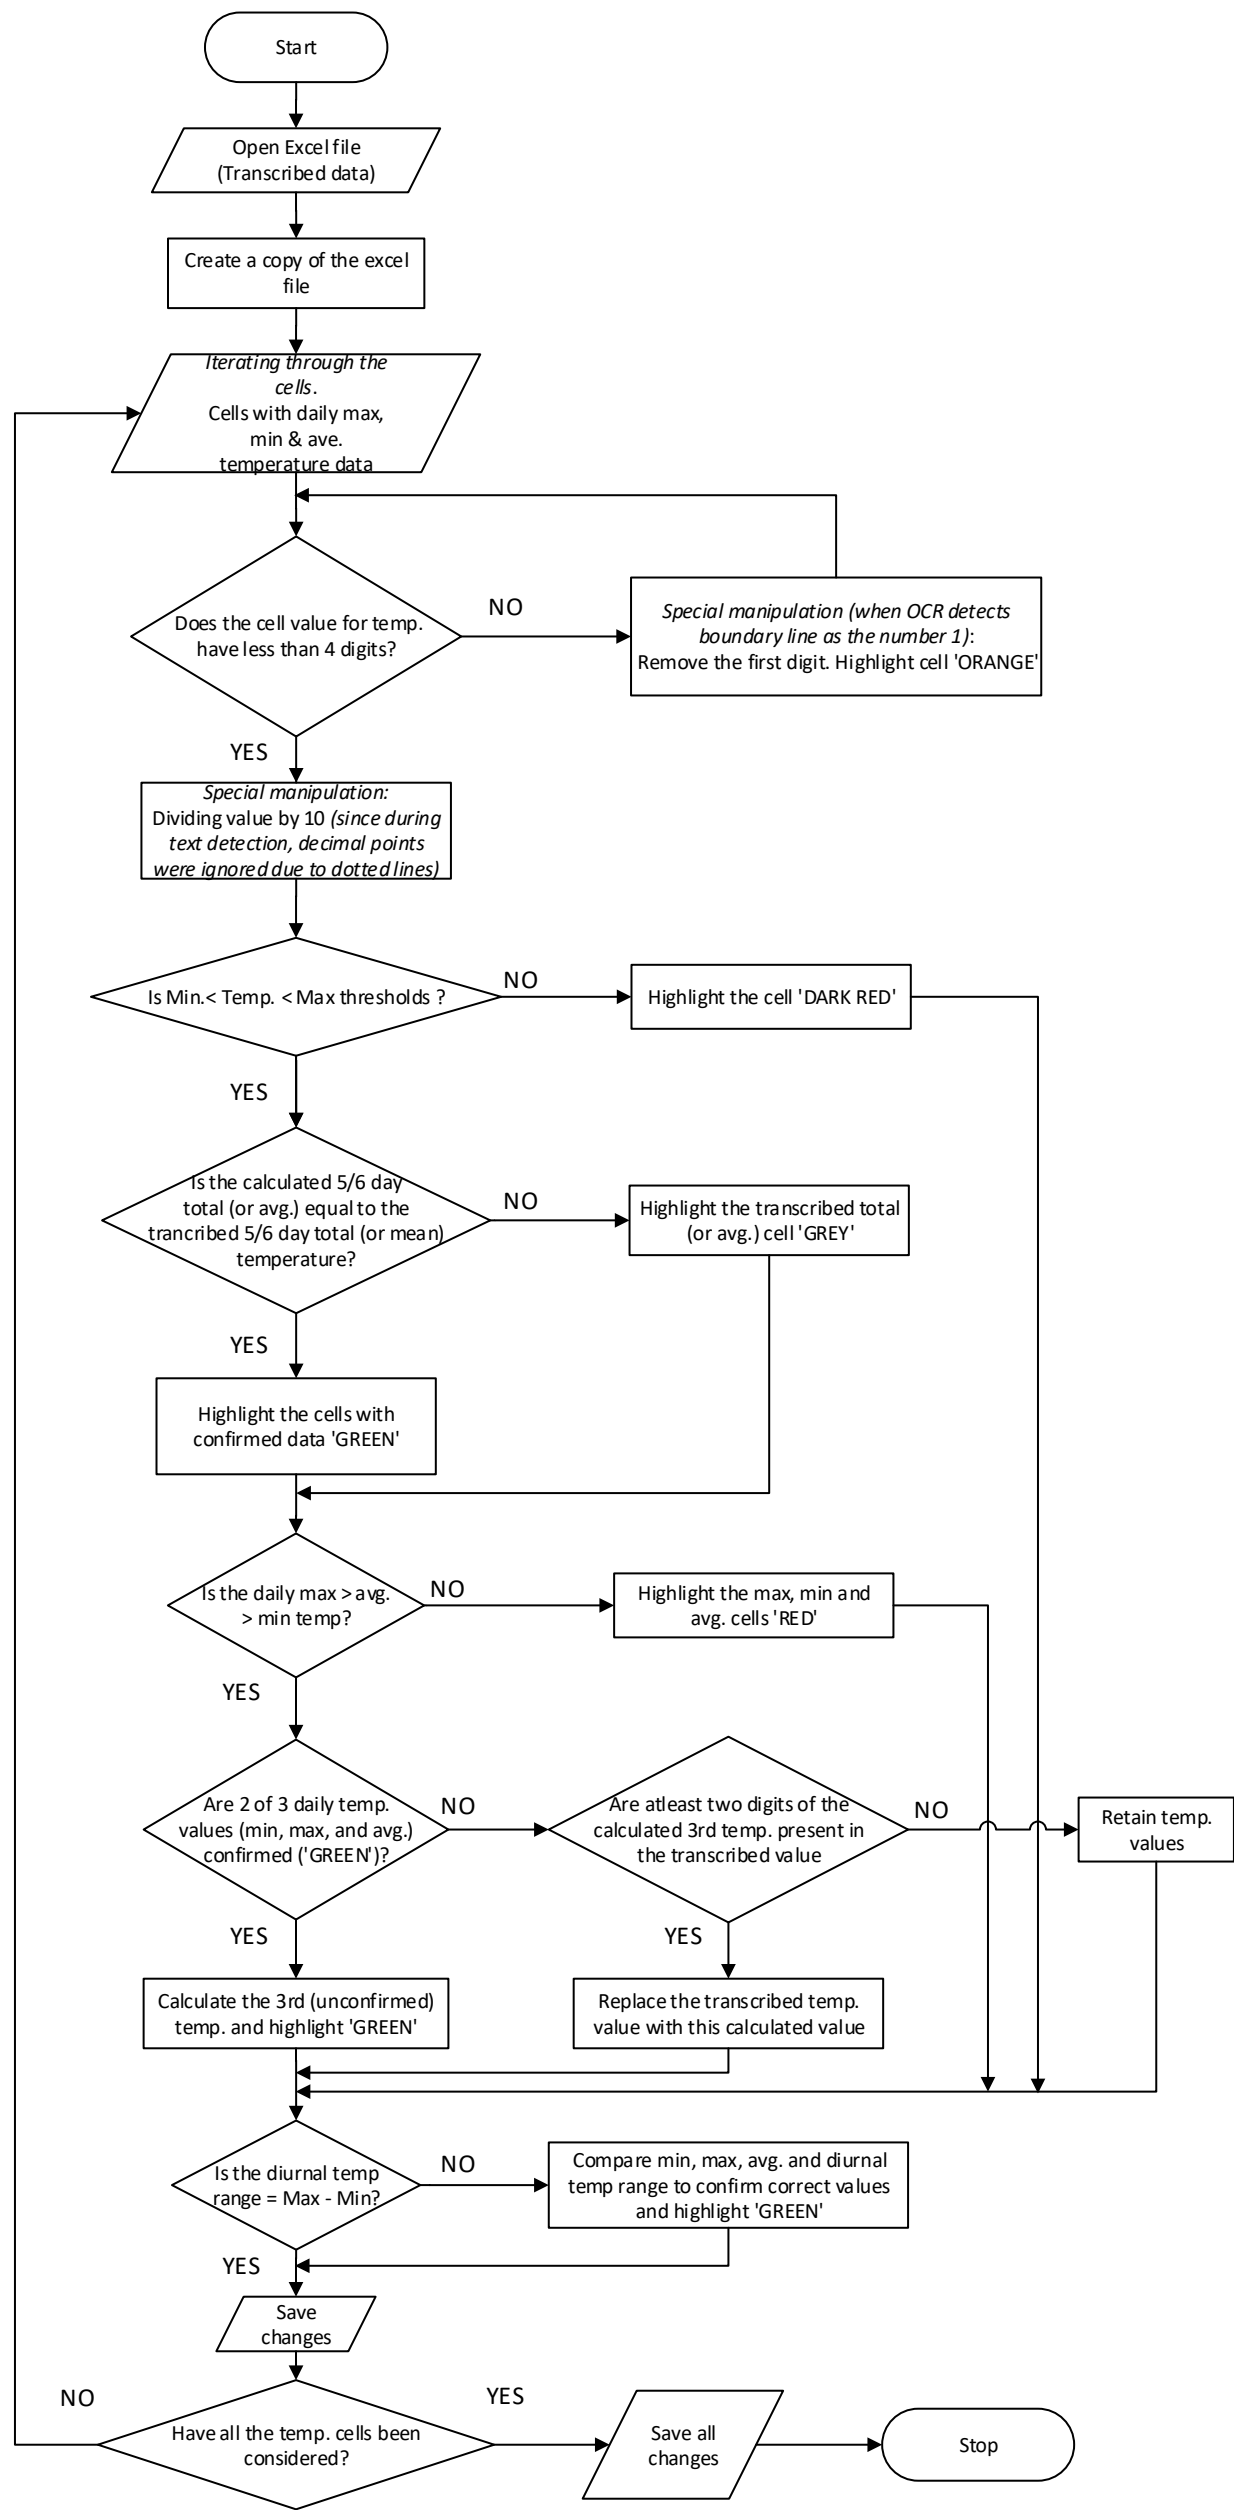 Start
Open Excel file
(Transcribed data)
Create a copy of the excel
file
Iterating through the
cells.
Cells with daily max,
min & ave.
temperature data
Does the cell value for temp.
have less than 4 digits?
NO
Special manipulation (when OCR detects
boundary line as the number 1):
Remove the first digit. Highlight cell 'ORANGE'
YES
Special manipulation:
Dividing value by 10 (since during
text detection, decimal points
were ignored due to dotted lines)
Is Min.< Temp. < Max thresholds ?
NO
Highlight the cell 'DARK RED'
YES
Is the calculated 5/6 day
total (or avg.) equal to the
trancribed 5/6 day total (or mean)
temperature?
NO
Highlight the transcribed total
(or avg.) cell 'GREY'
YES
Highlight the cells with
confirmed data 'GREEN'
Is the daily max > avg.
> min temp?
NO
Highlight the max, min and
avg. cells 'RED'
YES
Are 2 of 3 daily temp.
values (min, max, and avg.)
confirmed ('GREEN')?
NO
Are atleast two digits of the
calculated 3rd temp. present in
the transcribed value
NO
Retain temp.
values
YES
Calculate the 3rd (unconfirmed)
temp. and highlight 'GREEN'
YES
Replace the transcribed temp.
value with this calculated value
Is the diurnal temp
range = Max - Min?
NO
Compare min, max, avg. and diurnal
temp range to confirm correct values
and highlight 'GREEN'
YES
Save
changes
NO
Have all the temp. cells been
considered?
YES
Save all
changes
Stop